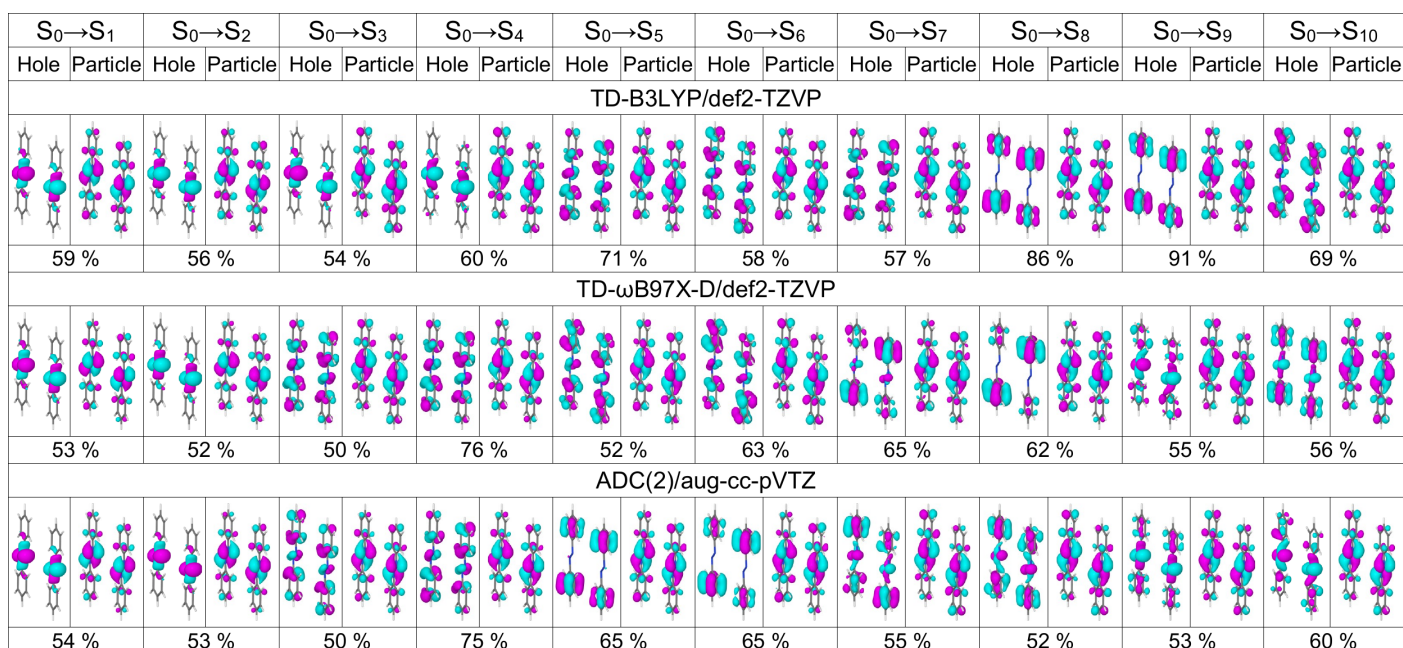 S₀→S₁ S₀→S₂ S₀→S₃ S₀→S₄ S₀→S₅ S₀→S₆ S₀→S₇ S₀→S₈ S₀→S₉ S₀→S₁₀
Hole Particle Hole Particle Hole Particle Hole Particle Hole Particle Hole Particle Hole Particle Hole Particle Hole Particle Hole Particle
TD-B3LYP/def2-TZVP
59 % 56 % 54 % 60 % 71 % 58 % 57 % 86 % 91 % 69 %
TD-ωB97X-D/def2-TZVP
53 % 52 % 50 % 76 % 52 % 63 % 65 % 62 % 55 % 56 %
ADC(2)/aug-cc-pVTZ
54 % 53 % 50 % 75 % 65 % 65 % 55 % 52 % 53 % 60 %